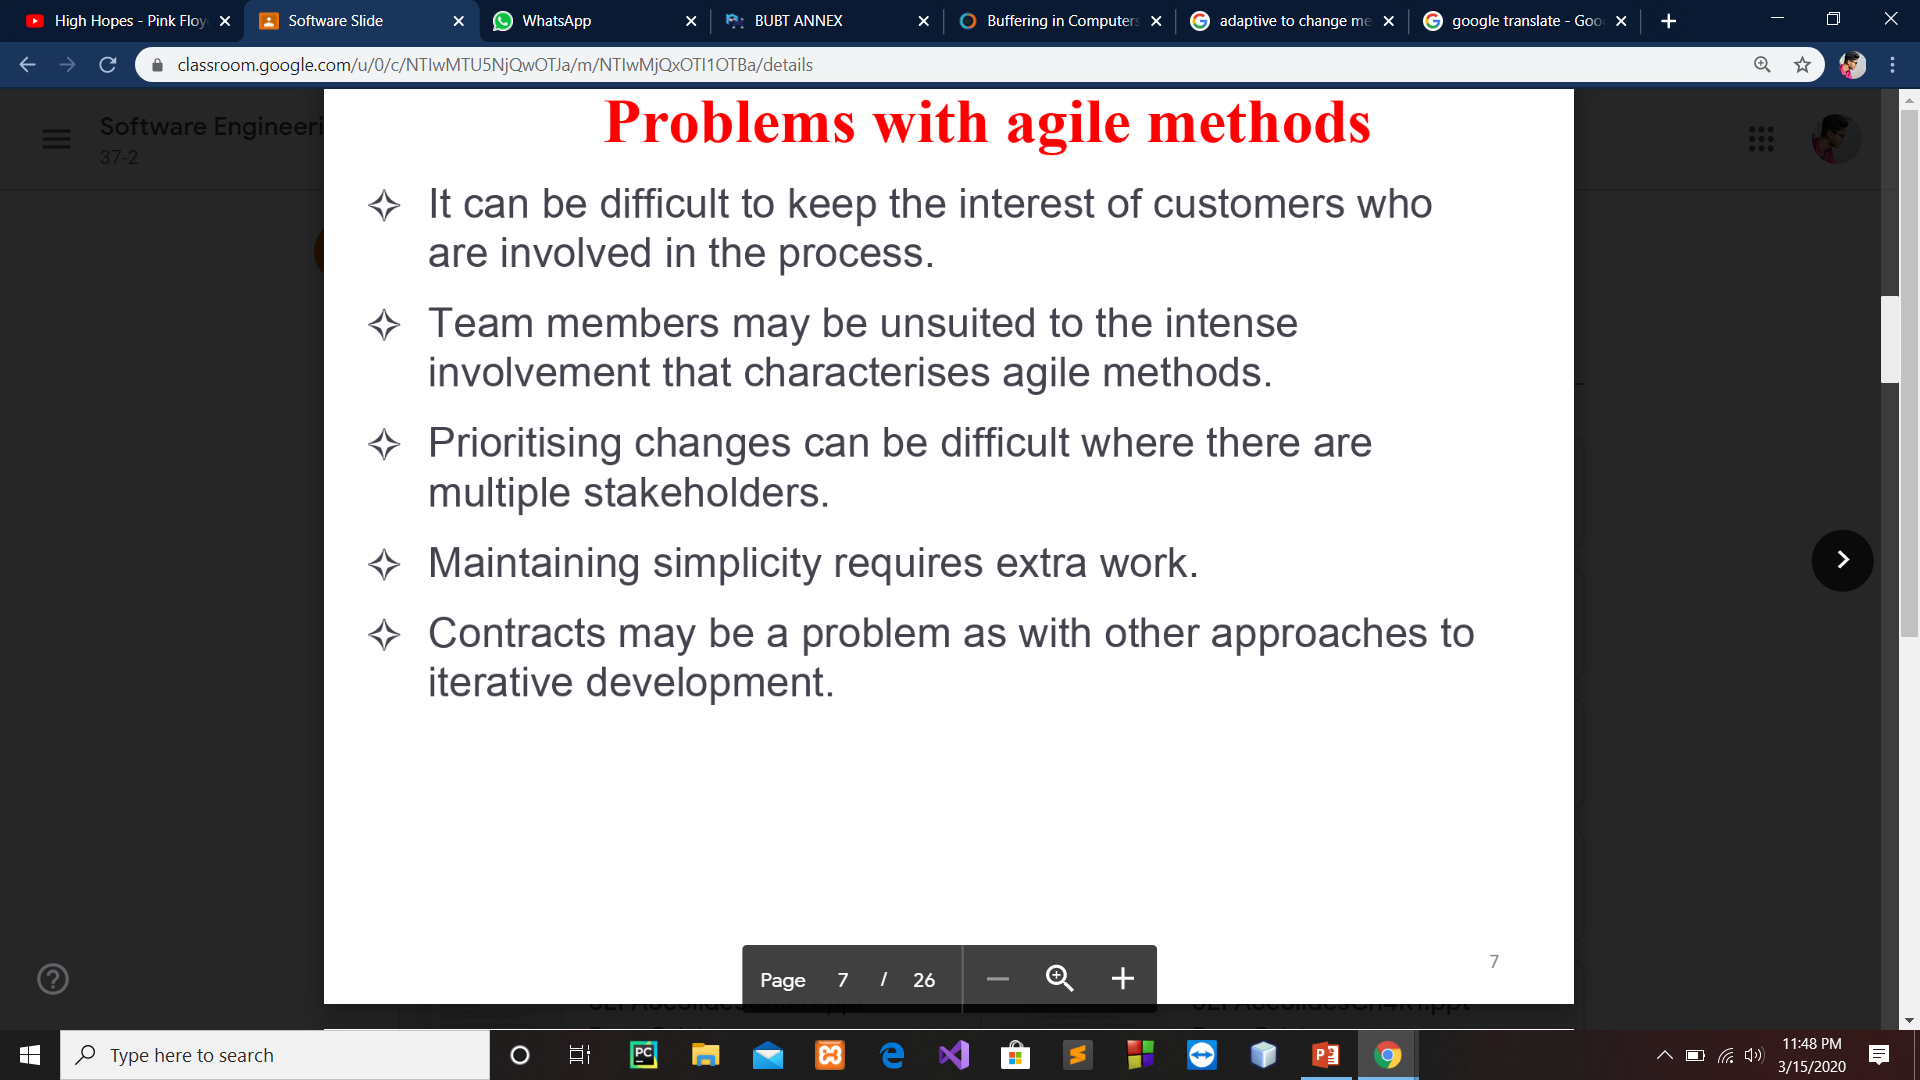 High Hopes - Pink Floy
Software Slide
WhatsApp
BUBT ANNEX
Buffering in Computers
adaptive to change me
google translate - Goo
classroom.google.com/u/0/c/NTIwMTU5NjQwOTJa/m/NTIwMjQxOTI1OTBa/details
Software Engineeri
37-2
Problems with agile methods
It can be difficult to keep the interest of customers who
are involved in the process.
Team members may be unsuited to the intense
involvement that characterises agile methods.
Prioritising changes can be difficult where there are
multiple stakeholders.
Maintaining simplicity requires extra work.
Contracts may be a problem as with other approaches to
iterative development.
7
Page 7 / 26
Type here to search
11:48 PM
3/15/2020